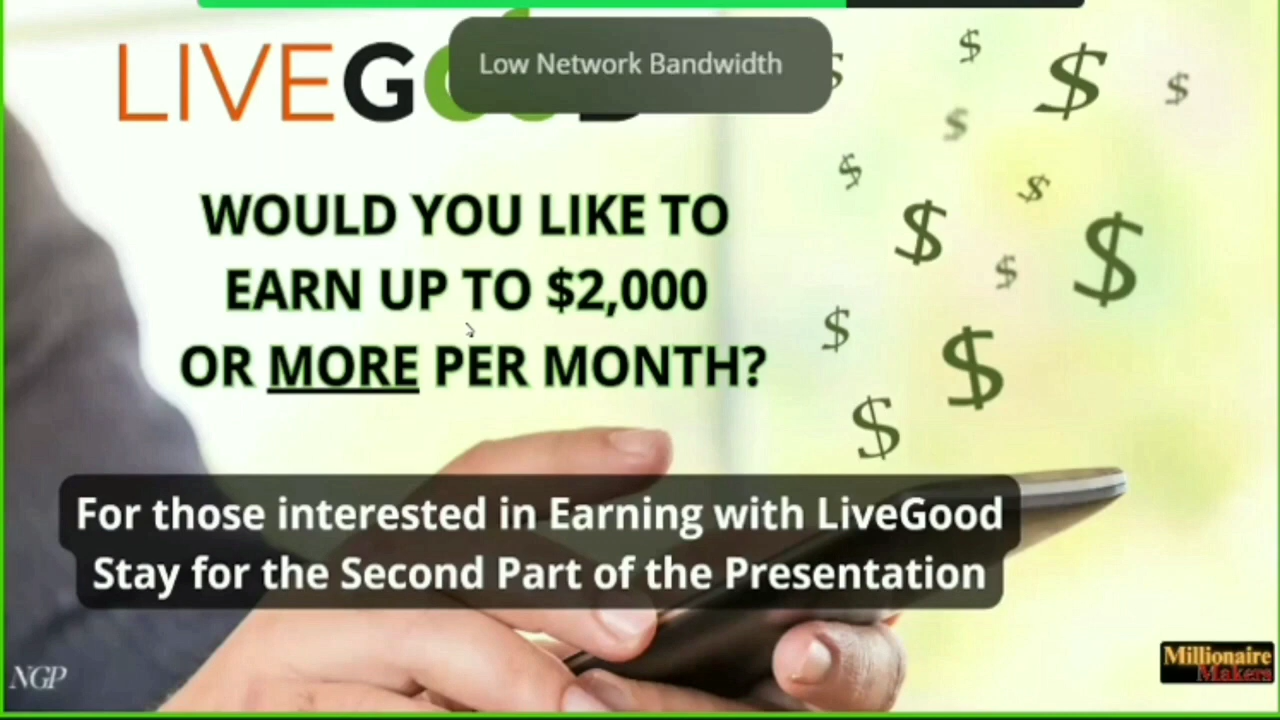 LIVEGOOD
Low Network Bandwidth
WOULD YOU LIKE TO
EARN UP TO $2,000
OR MORE PER MONTH?
For those interested in Earning with LiveGood
Stay for the Second Part of the Presentation
NGP
Millionaire
Makers